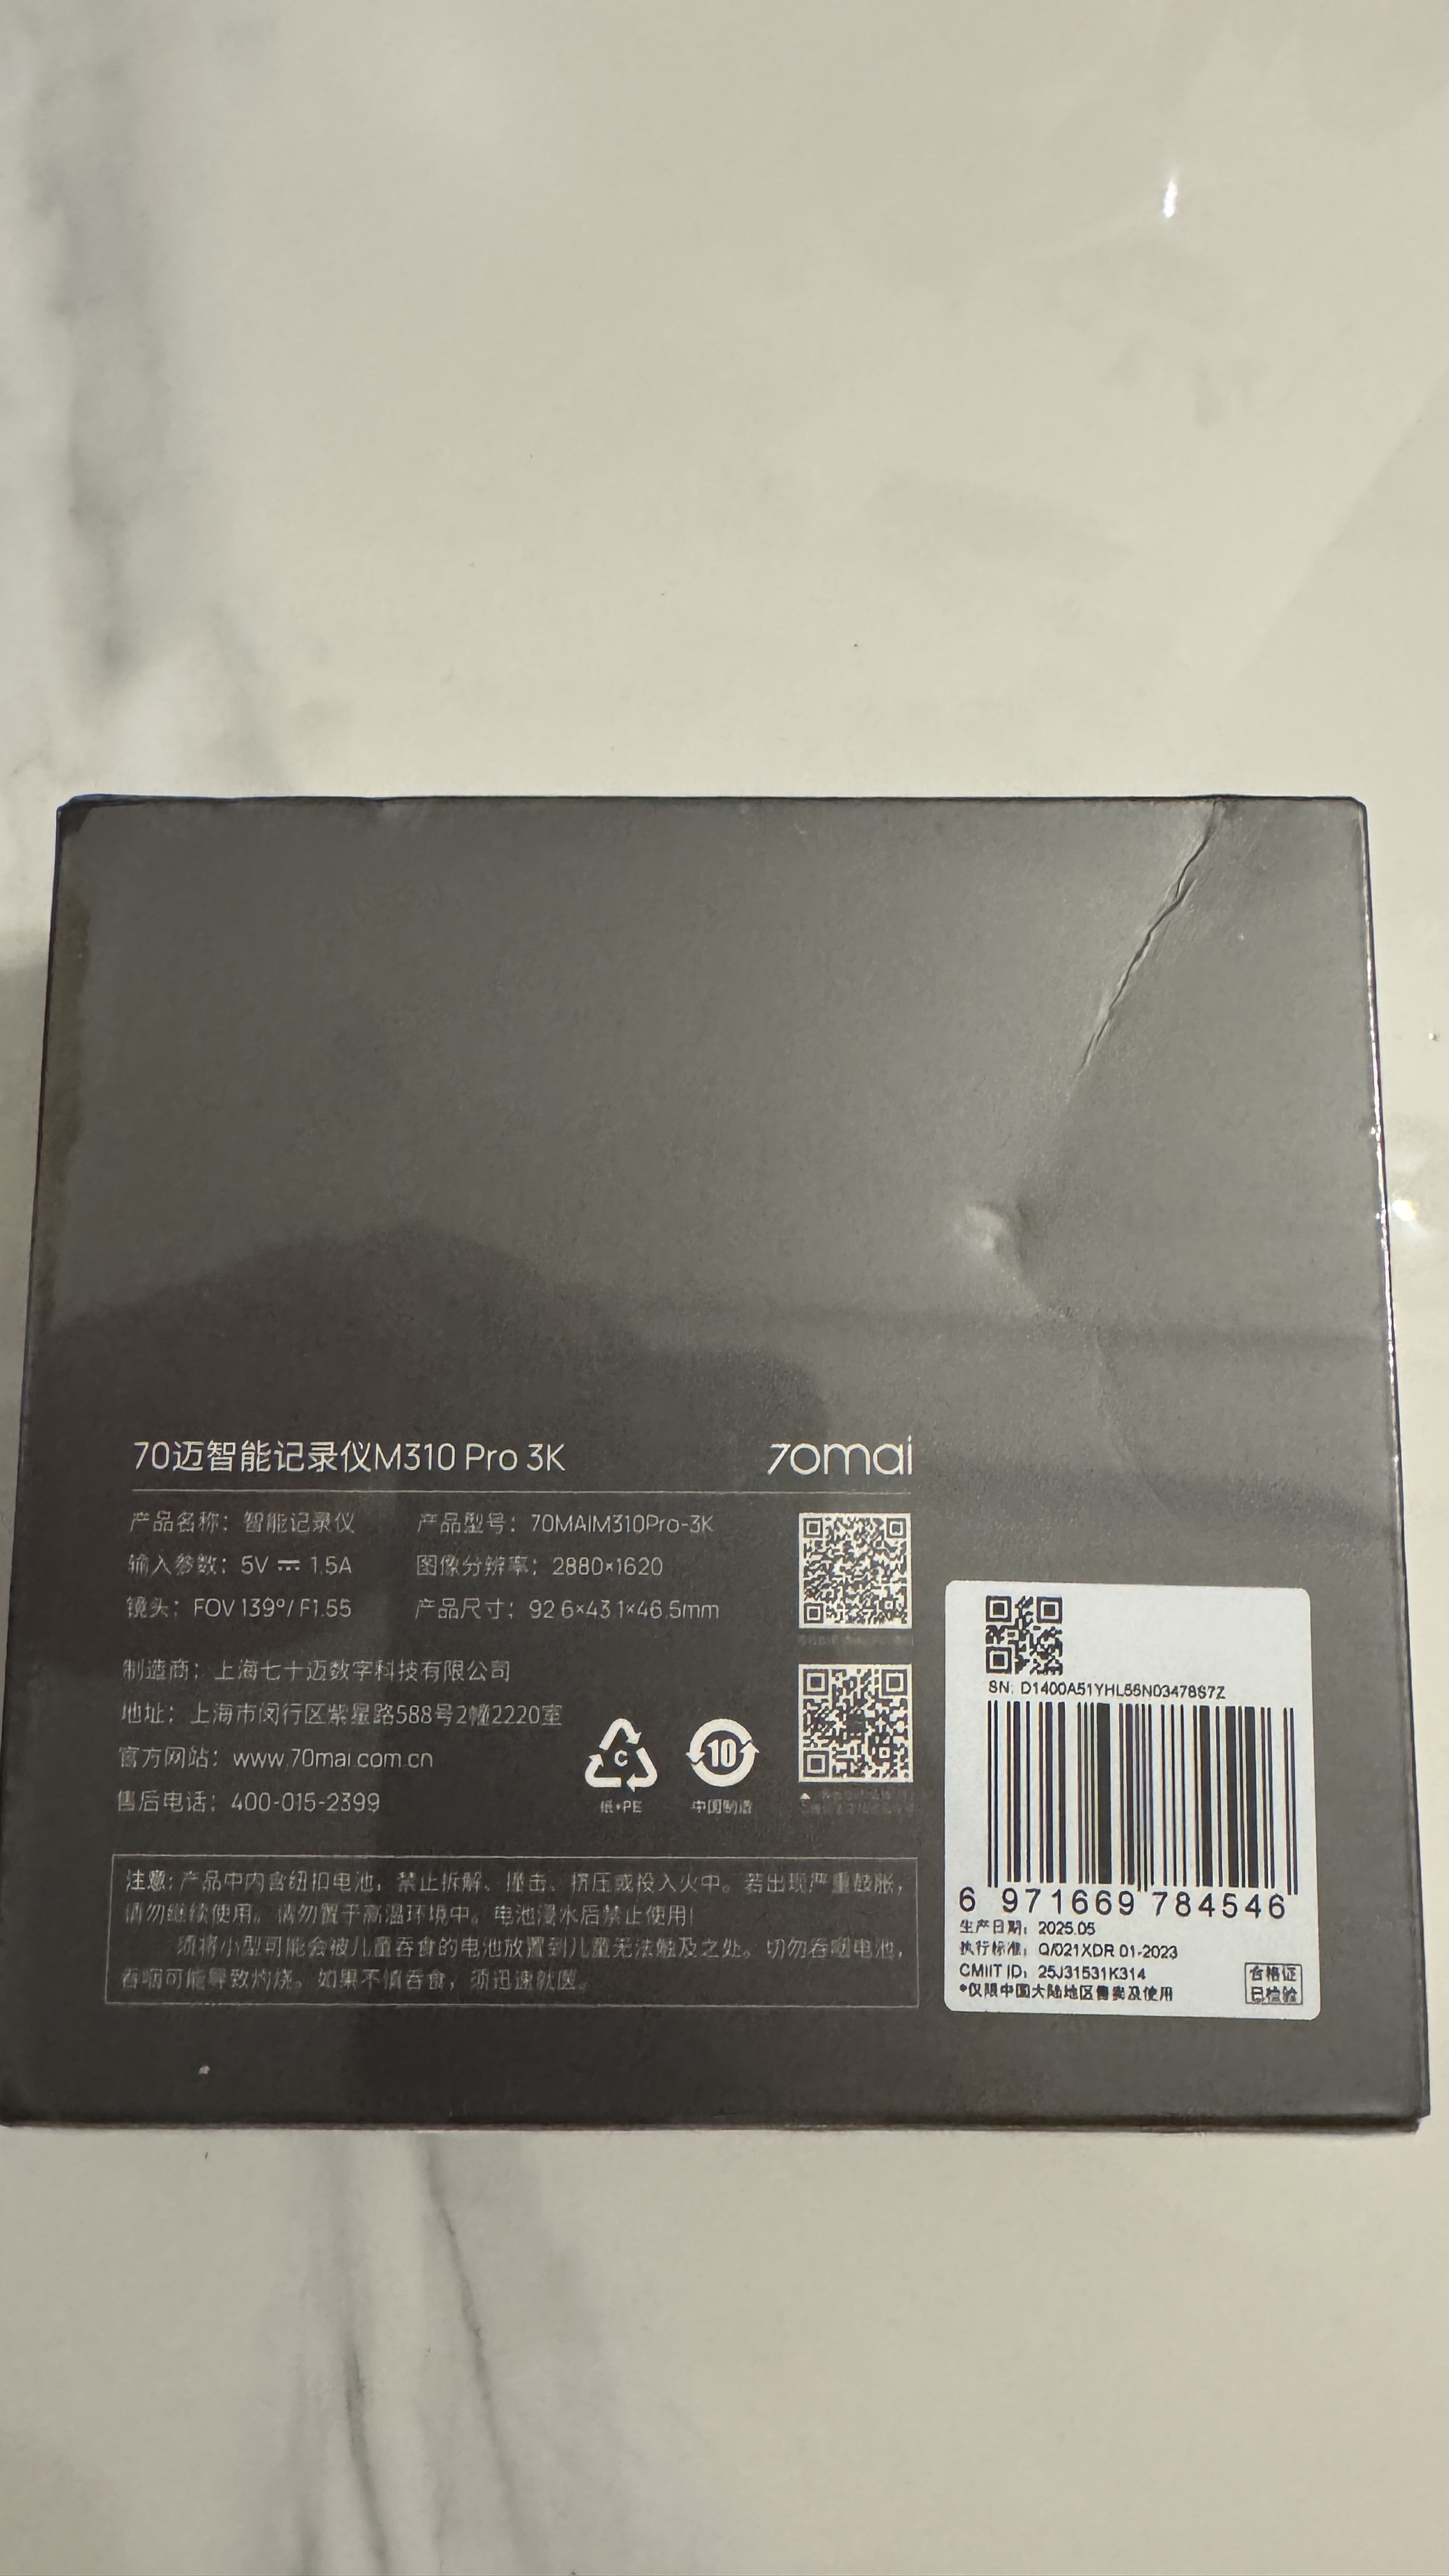 70迈智能记录仪M310 Pro 3K
70mai
产品名称：智能记录仪
产品型号：70MAIM310Pro-3K
输入参数：5V ⎓ 1.5A
图像分辨率：2880×1620
镜头：FOV 139°/ F1.55
产品尺寸：92.6×43.1×46.5mm
制造商：上海七十迈数字科技有限公司
地址：上海市闵行区紫星路588号2幢2220室
官方网站：www.70mai.com.cn
售后电话：400-015-2399
C
纸+PE
10
中国制造
注意：产品中内含纽扣电池，禁止拆解、撞击、挤压或投入火中。若出现严重鼓胀，
请勿继续使用。请勿置于高温环境中。电池浸水后禁止使用！
须将小型可能会被儿童吞食的电池放置到儿童无法触及之处。切勿吞咽电池，
吞咽可能导致灼烧。如果不慎吞食，须迅速就医。
SN:
6 971669 784546
生产日期：2025.05
执行标准：Q/021XDR 01-2023
CMIIT ID：25J31531K314
*仅限中国大陆地区售卖及使用
合格证
已检验